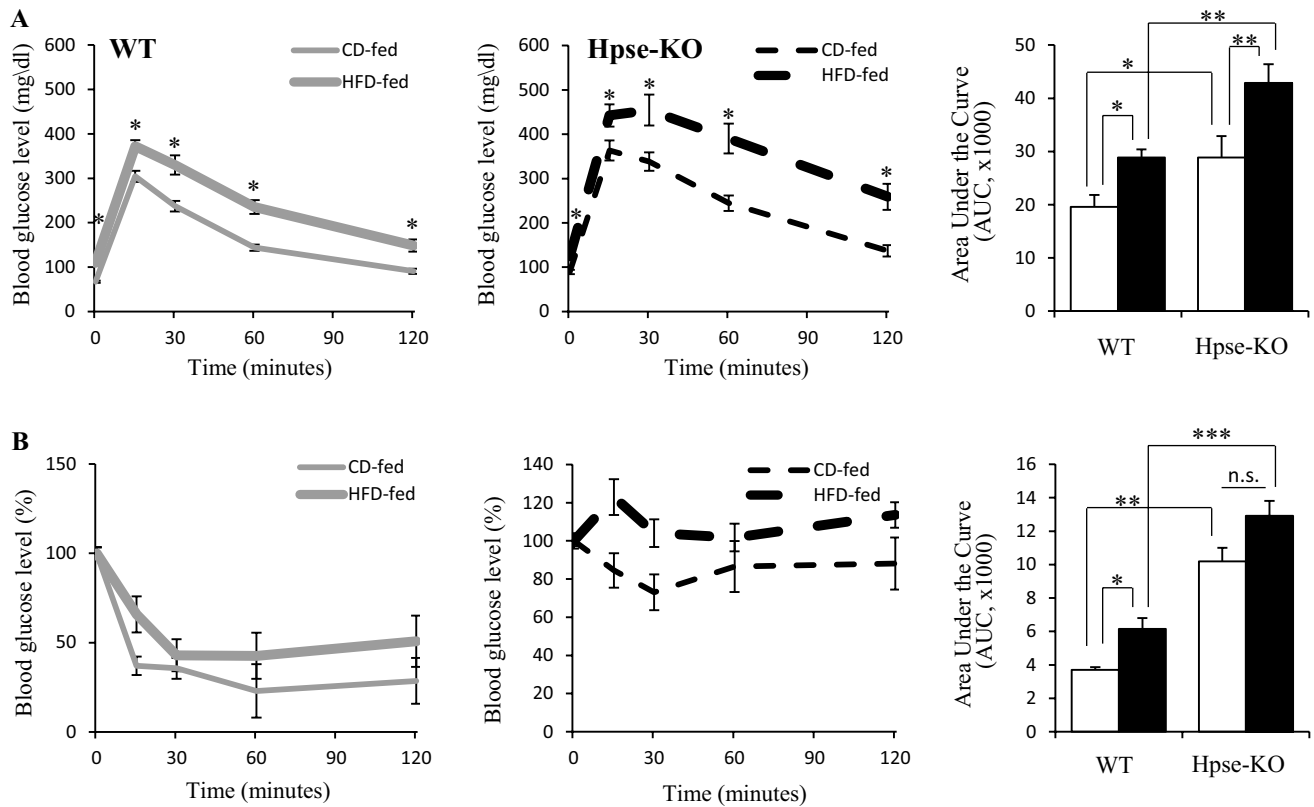 A
WT
CD-fed
HFD-fed
Blood glucose level (mg\dl)
600
500
400
300
200
100
0
* * * * *
0 30 60 90 120
Time (minutes)
Hpse-KO
CD-fed
HFD-fed
Blood glucose level (mg\dl)
600
500
400
300
200
100
0
* * * * *
0 30 60 90 120
Time (minutes)
Area Under the Curve
(AUC, x1000)
50
40
30
20
10
0
**
**
*
*
WT Hpse-KO
B
CD-fed
HFD-fed
Blood glucose level (%)
150
100
50
0
0 30 60 90 120
Time (minutes)
CD-fed
HFD-fed
Blood glucose level (%)
140
120
100
80
60
40
20
0
0 30 60 90 120
Time (minutes)
Area Under the Curve
(AUC, x1000)
16
14
12
10
8
6
4
2
0
***
n.s.
**
*
WT Hpse-KO